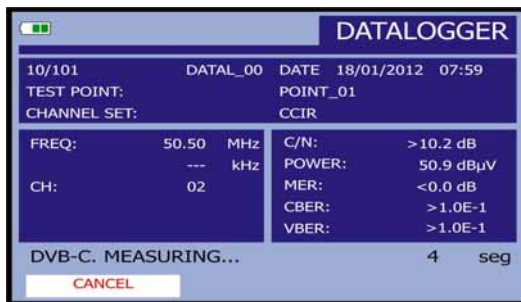 DATALOGGER
10/101 DATAL_00 DATE 18/01/2012 07:59
TEST POINT: POINT_01
CHANNEL SET: CCIR
FREQ: 50.50 MHz
--- kHz
CH: 02
C/N: >10.2 dB
POWER: 50.9 dBµV
MER: <0.0 dB
CBER: >1.0E-1
VBER: >1.0E-1
DVB-C. MEASURING... 4 seg
CANCEL